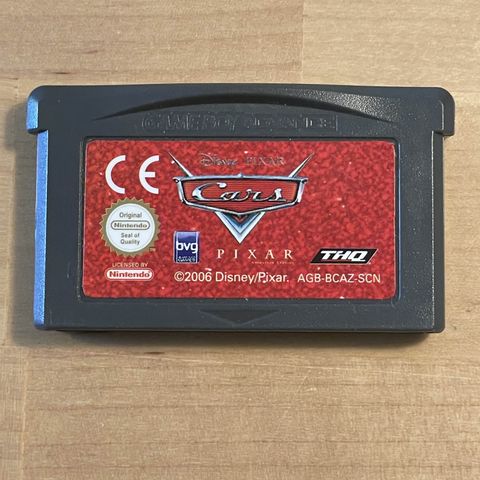 GAME BOY ADVANCE
CE
Disney · PIXAR
Cars
Original
Nintendo
Seal of
Quality
LICENSED BY
Nintendo
bvg
PIXAR
THQ
©2006 Disney/Pixar. AGB-BCAZ-SCN